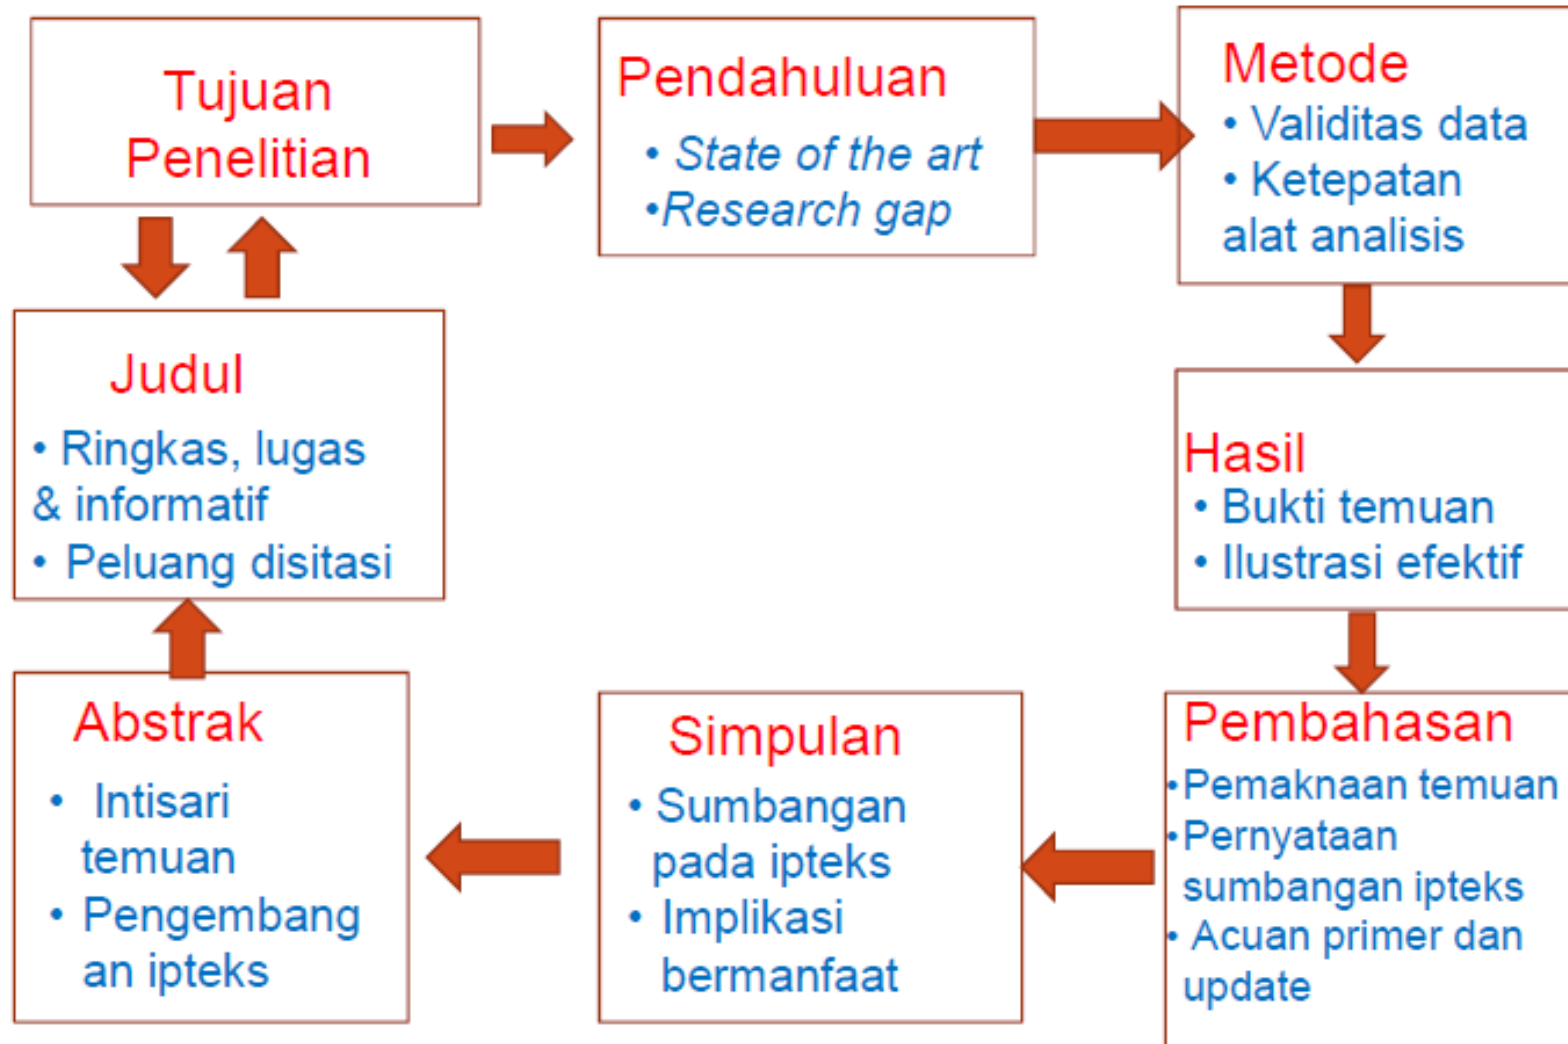 Tujuan
Penelitian
Pendahuluan
• State of the art
•Research gap
Metode
• Validitas data
• Ketepatan
alat analisis
Judul
• Ringkas, lugas
& informatif
• Peluang disitasi
Hasil
• Bukti temuan
• Ilustrasi efektif
Abstrak
• Intisari
temuan
• Pengembang
an ipteks
Simpulan
• Sumbangan
pada ipteks
• Implikasi
bermanfaat
Pembahasan
•Pemaknaan temuan
•Pernyataan
sumbangan ipteks
• Acuan primer dan
update